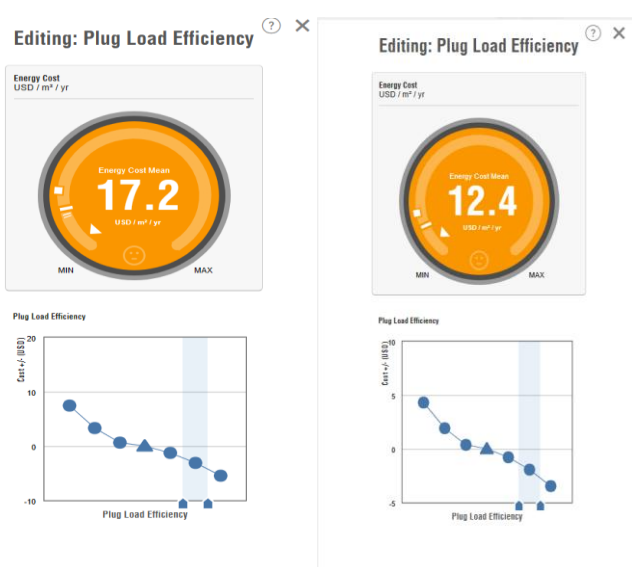 Editing: Plug Load Efficiency
?
Energy Cost
USD / m² / yr
Energy Cost Mean
17.2
USD / m² / yr
MIN
MAX
Plug Load Efficiency
Cost +/- (USD)
20
10
0
-10
Plug Load Efficiency
Editing: Plug Load Efficiency
?
Energy Cost
USD / m² / yr
Energy Cost Mean
12.4
USD / m² / yr
MIN
MAX
Plug Load Efficiency
Cost +/- (USD)
10
5
0
-5
Plug Load Efficiency